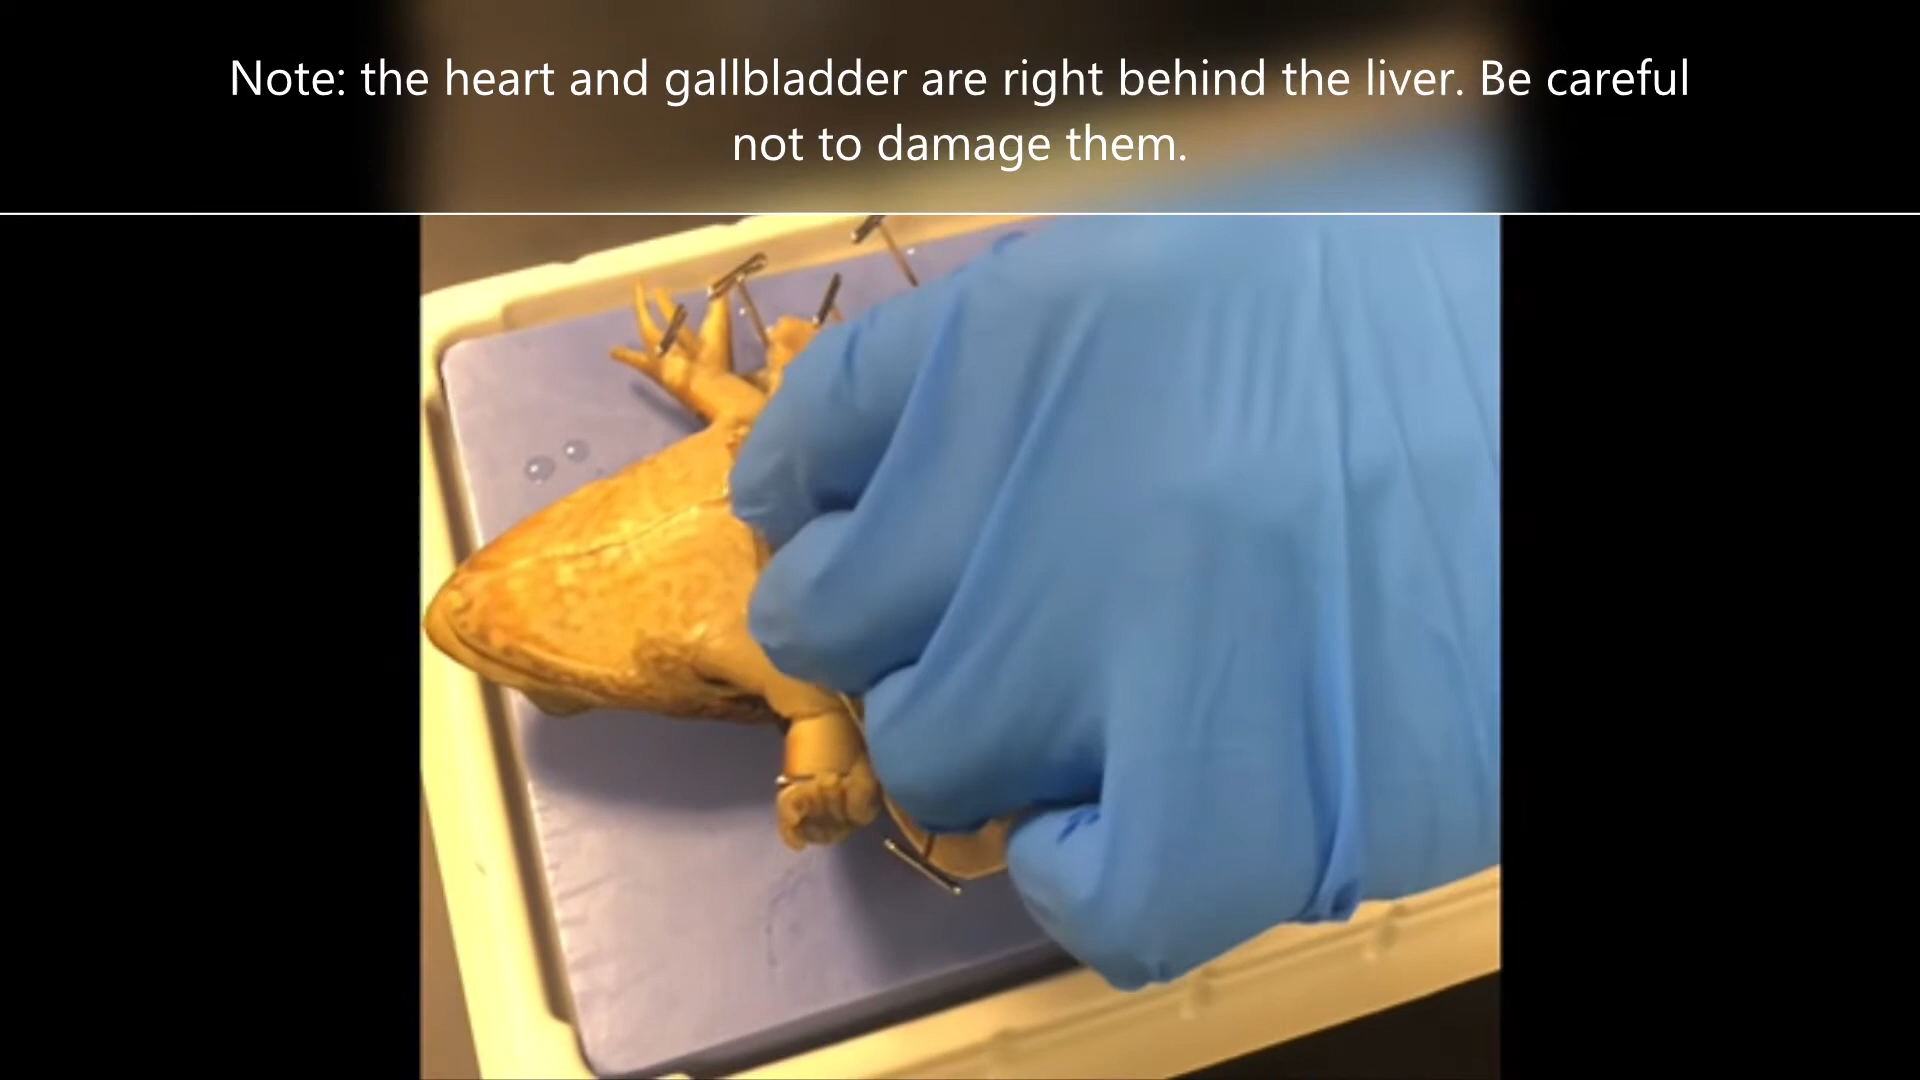 Note: the heart and gallbladder are right behind the liver. Be careful
not to damage them.